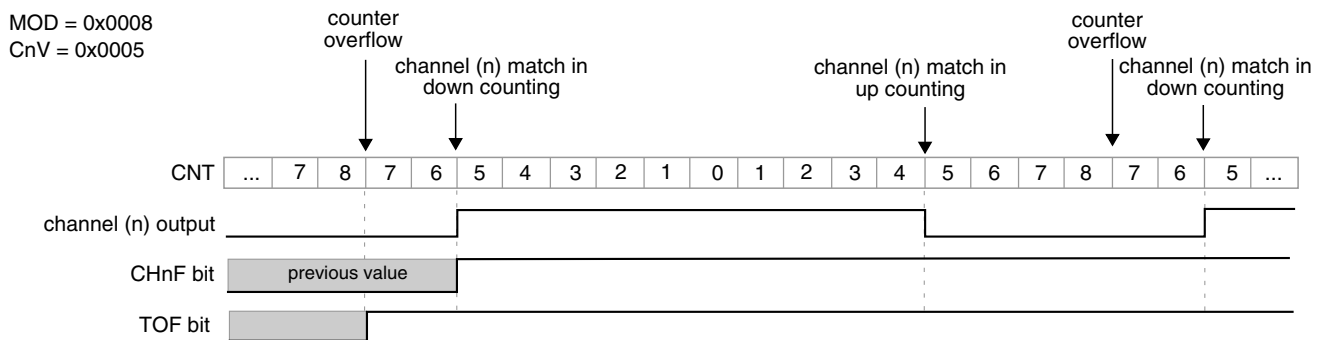 MOD = 0x0008
CnV = 0x0005
counter
overflow
channel (n) match in
down counting
channel (n) match in
up counting
counter
overflow
channel (n) match in
down counting
CNT ... 7 8 7 6 5 4 3 2 1 0 1 2 3 4 5 6 7 8 7 6 5 ...
channel (n) output
CHnF bit previous value
TOF bit